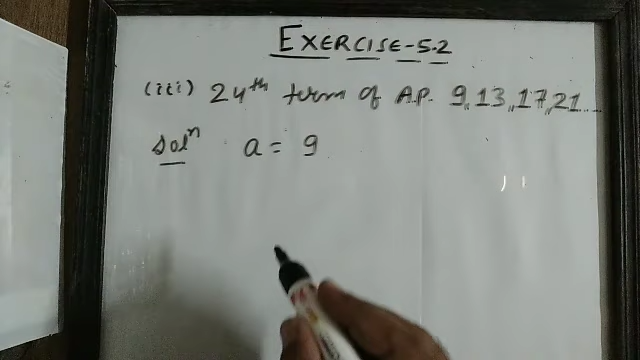 EXERCISE-5.2
(iii) 24th term of A.P. 9,13,17,21...
Soln a = 9